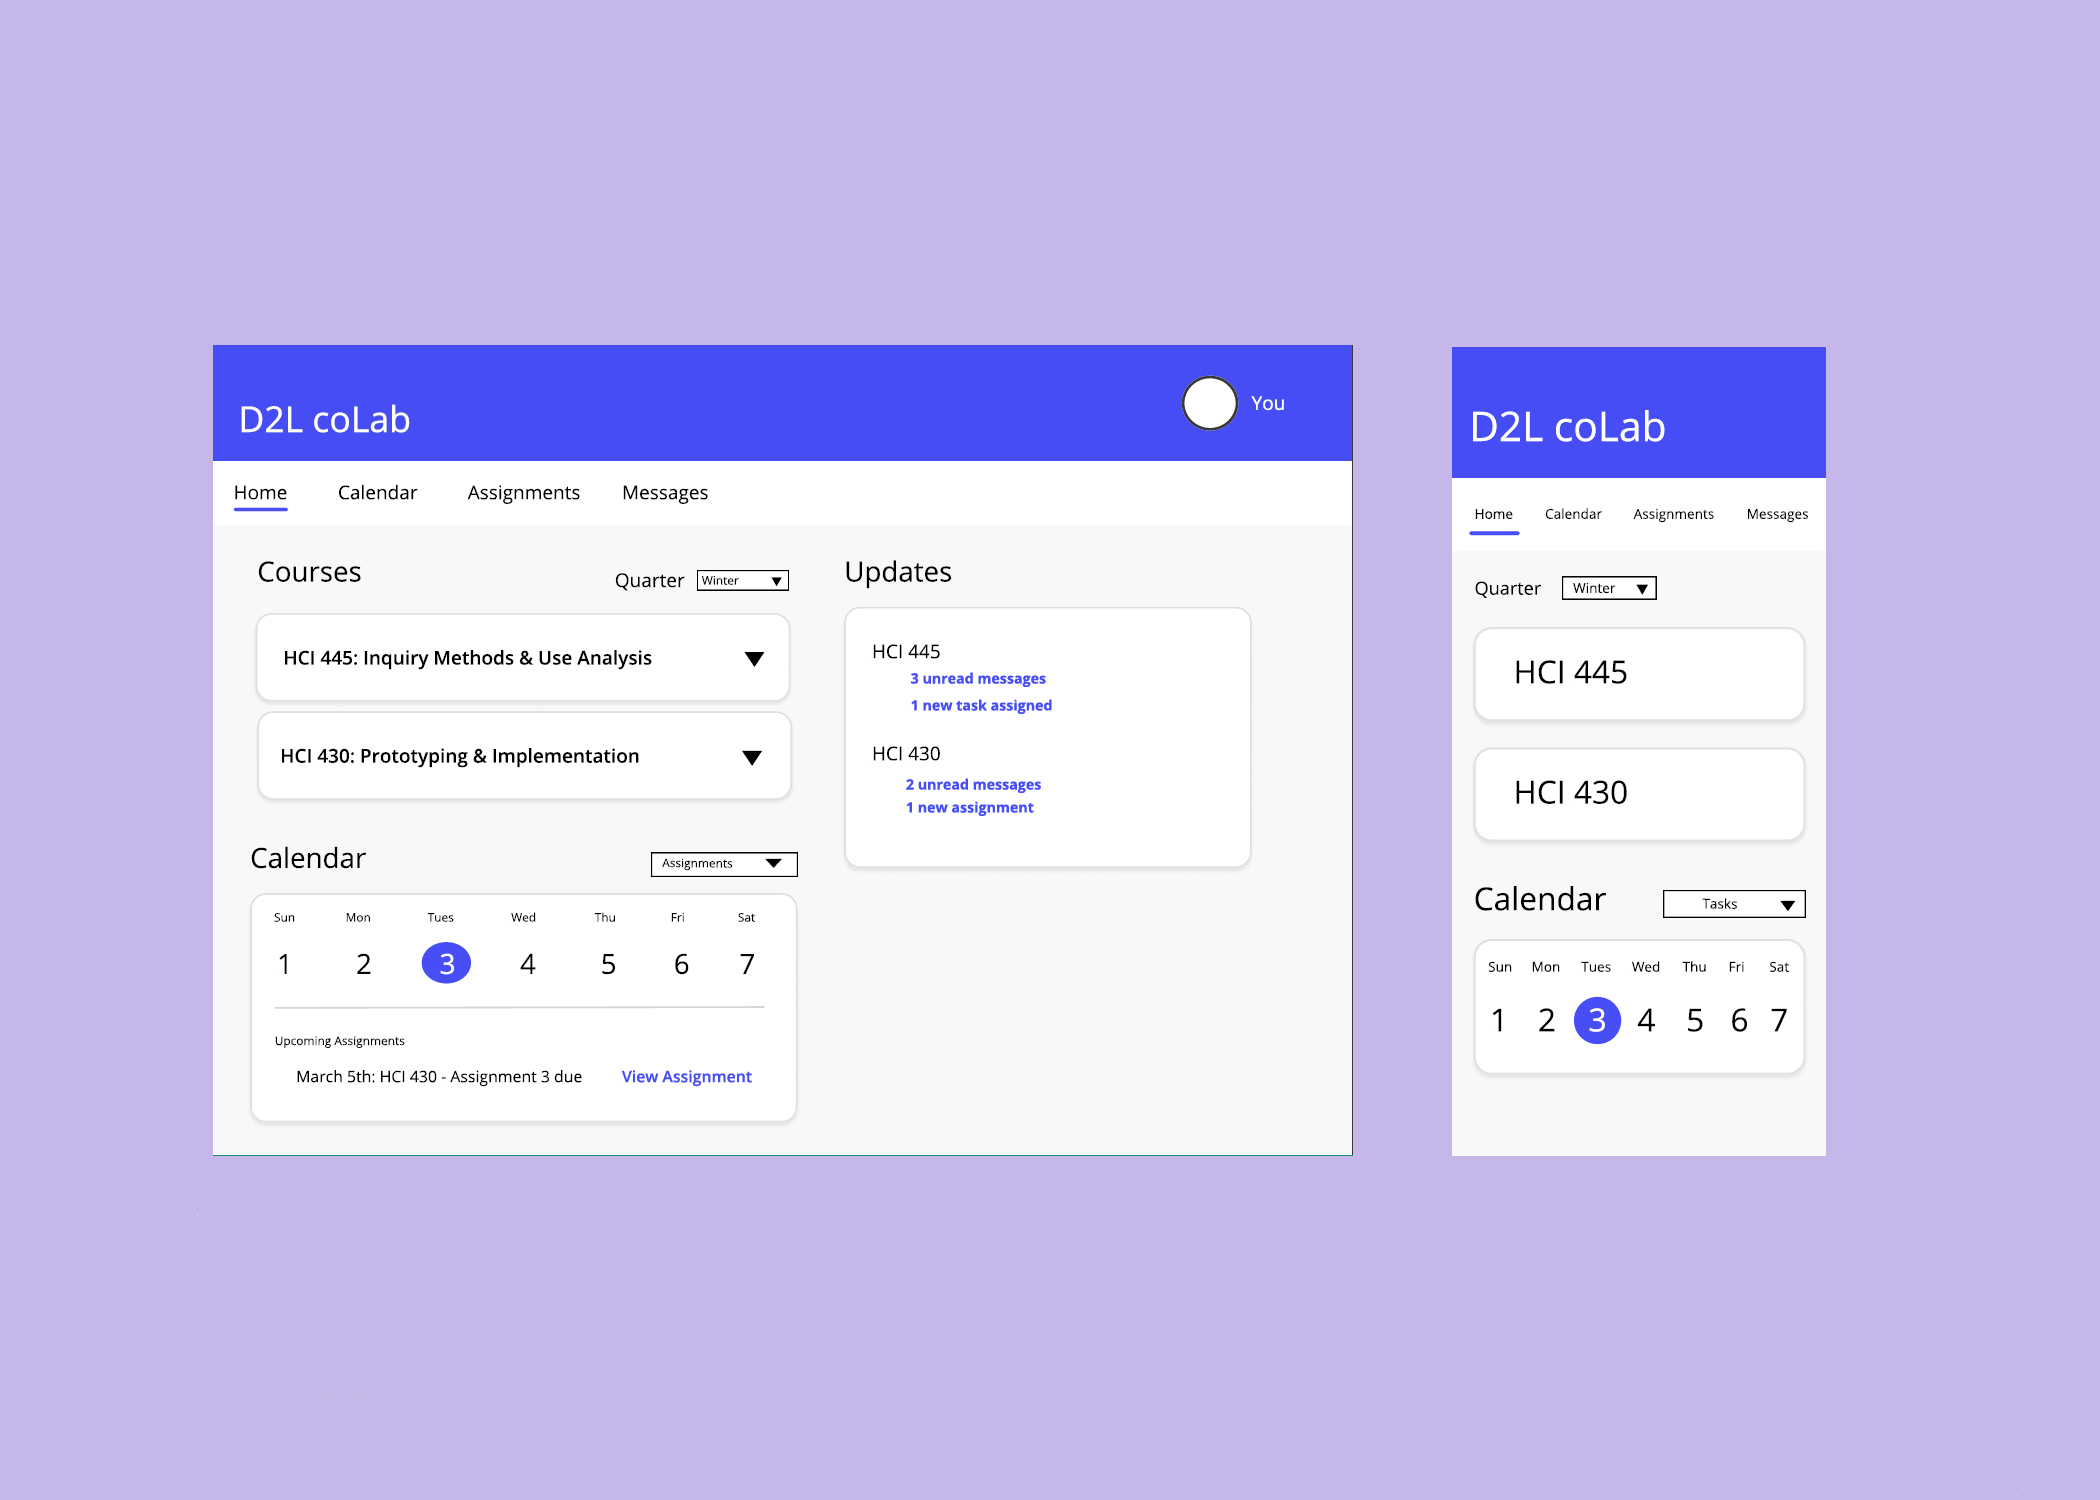 D2L coLab
You
Home Calendar Assignments Messages
Courses
Quarter Winter
HCI 445: Inquiry Methods & Use Analysis
HCI 430: Prototyping & Implementation
Calendar
Assignments
Sun Mon Tues Wed Thu Fri Sat
1 2 3 4 5 6 7
Upcoming Assignments
March 5th: HCI 430 - Assignment 3 due View Assignment
Updates
HCI 445
3 unread messages
1 new task assigned
HCI 430
2 unread messages
1 new assignment
D2L coLab
Home Calendar Assignments Messages
Quarter Winter
HCI 445
HCI 430
Calendar Tasks
Sun Mon Tues Wed Thu Fri Sat
1 2 3 4 5 6 7